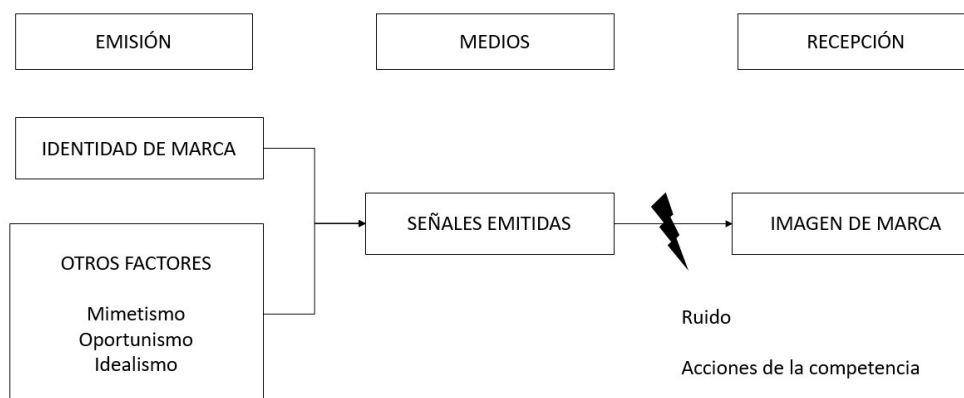 EMISIÓN
MEDIOS
RECEPCIÓN
IDENTIDAD DE MARCA
OTROS FACTORES
Mimetismo
Oportunismo
Idealismo
SEÑALES EMITIDAS
IMAGEN DE MARCA
Ruido
Acciones de la competencia